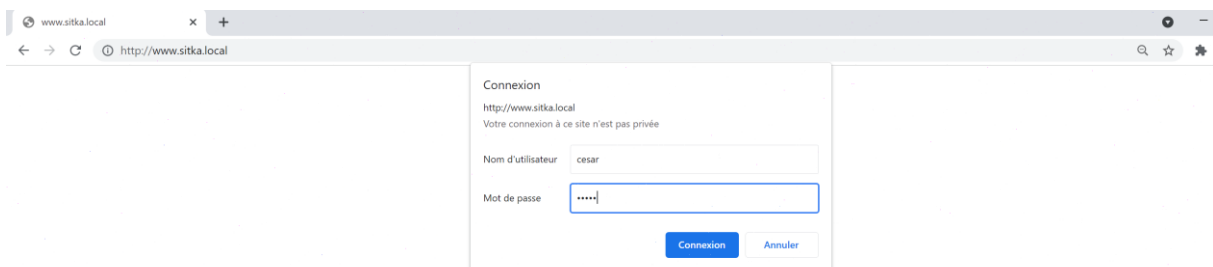 www.sitka.local
http://www.sitka.local
Connexion
http://www.sitka.local
Votre connexion à ce site n'est pas privée
Nom d'utilisateur cesar
Mot de passe •••••
Connexion Annuler